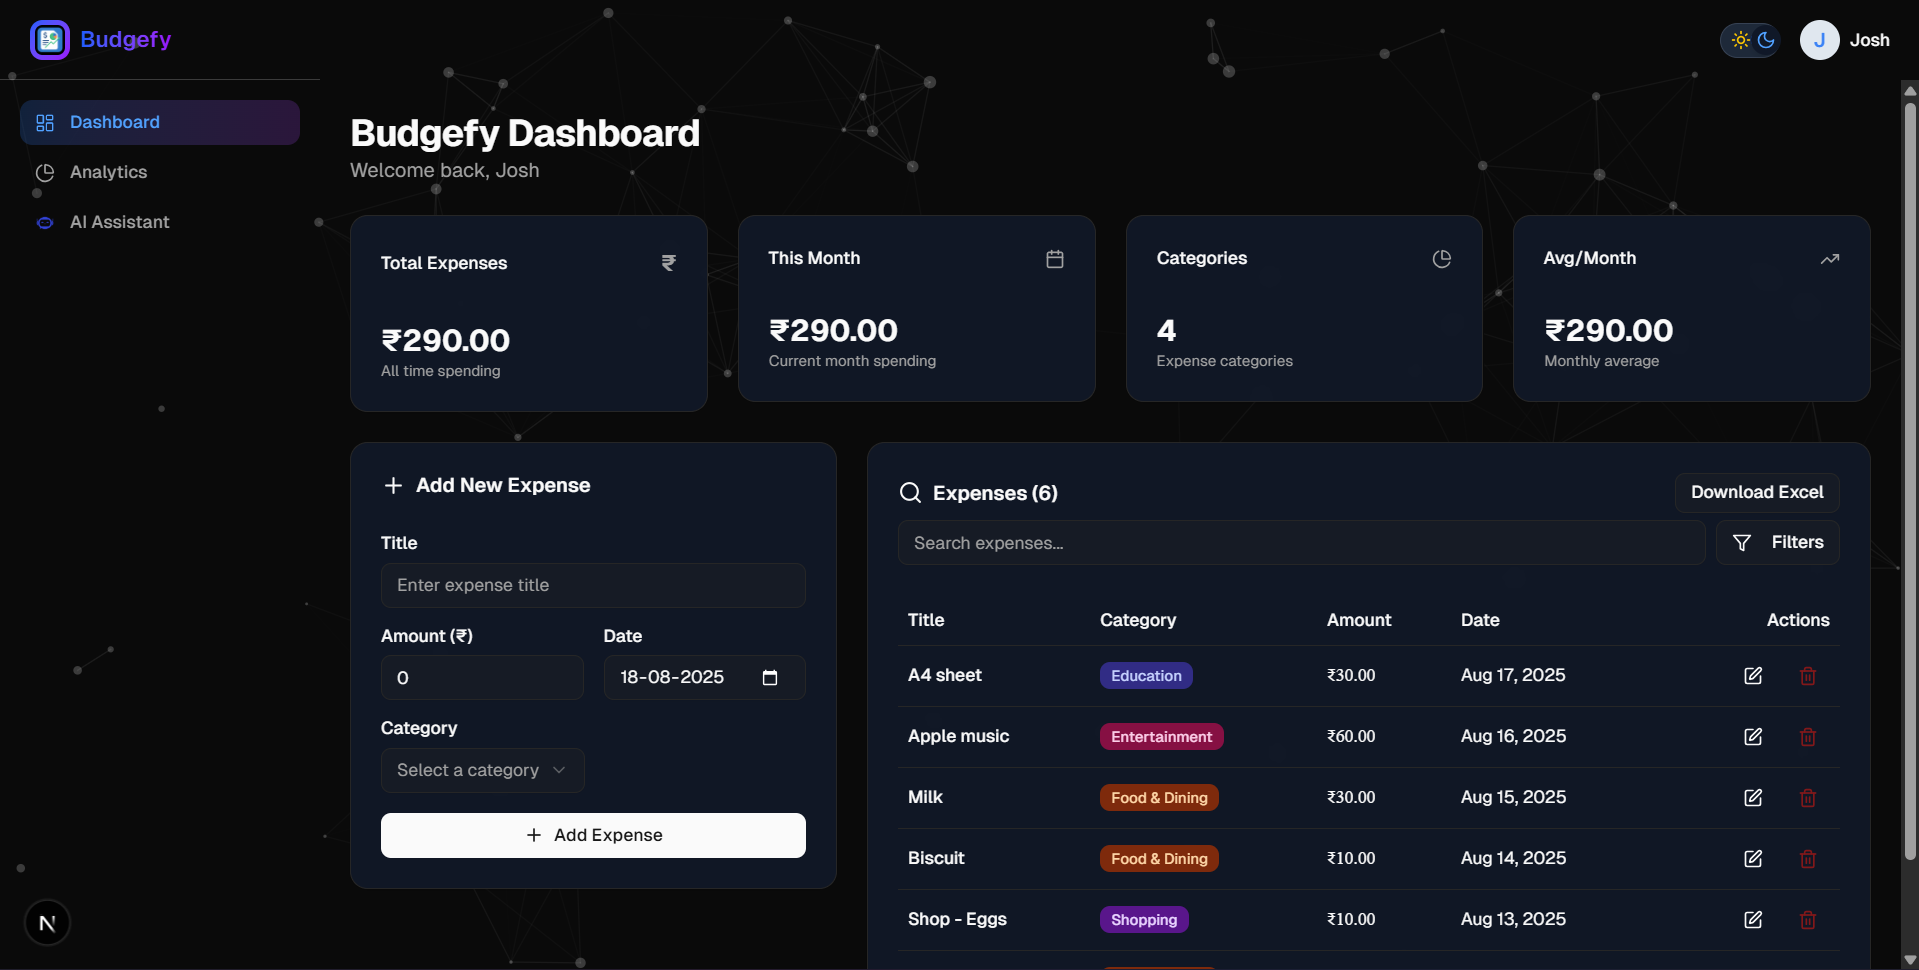 Budgefy
J Josh
Dashboard
Analytics
AI Assistant
Budgefy Dashboard
Welcome back, Josh
Total Expenses ₹
₹290.00
All time spending
This Month
₹290.00
Current month spending
Categories
4
Expense categories
Avg/Month
₹290.00
Monthly average
Add New Expense
Title
Enter expense title
Amount (₹) Date
0 18-08-2025
Category
Select a category
Add Expense
Expenses (6) Download Excel
Search expenses... Filters
Title Category Amount Date Actions
A4 sheet Education ₹30.00 Aug 17, 2025
Apple music Entertainment ₹60.00 Aug 16, 2025
Milk Food & Dining ₹30.00 Aug 15, 2025
Biscuit Food & Dining ₹10.00 Aug 14, 2025
Shop - Eggs Shopping ₹10.00 Aug 13, 2025
N